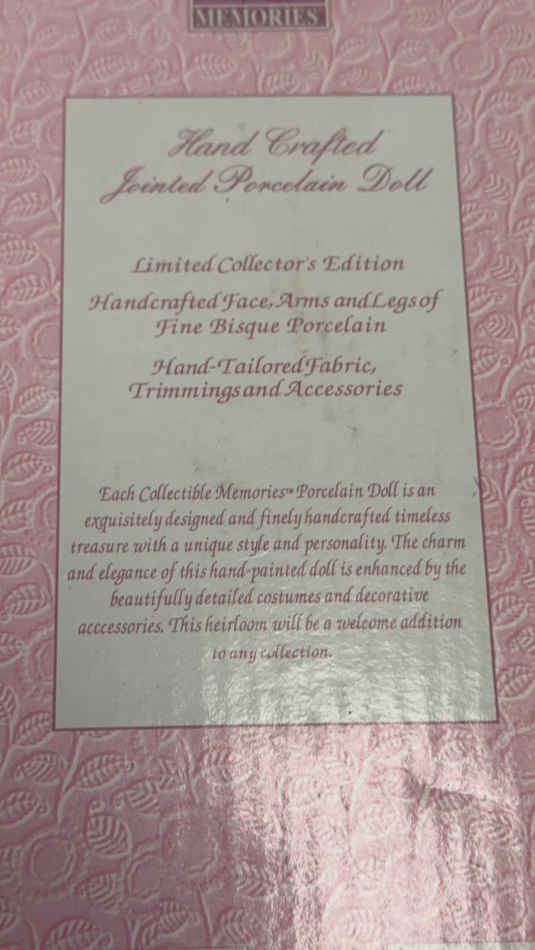 MEMORIES
Hand Crafted
Jointed Porcelain Doll
Limited Collector's Edition
Handcrafted Face, Arms and Legs of
Fine Bisque Porcelain
Hand-Tailored Fabric,
Trimmings and Accessories
Each Collectible Memories™ Porcelain Doll is an
exquisitely designed and finely handcrafted timeless
treasure with a unique style and personality. The charm
and elegance of this hand-painted doll is enhanced by the
beautifully detailed costumes and decorative
acccessories. This heirloom will be a welcome addition
to any collection.